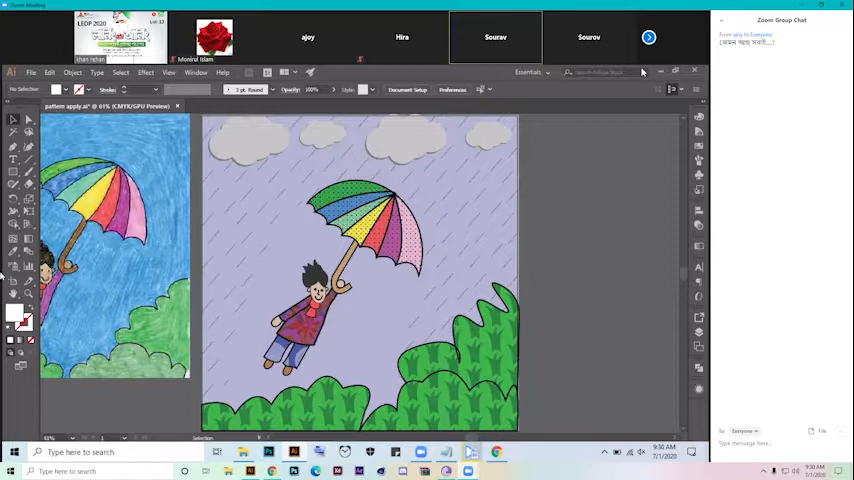 Zoom Meeting
LEDP 2020
khan rehan
Monirul Islam
ajoy
Hira
Sourav
Sourov
Zoom Group Chat
From ajoy to Everyone:
কেমন আছ সবাই...?
File Edit Object Type Select Effect View Window Help
Essentials
No Selection
Stroke:
3 pt. Round
Opacity: 100%
Style:
Document Setup
Preferences
pattern apply.ai* @ 61% (CMYK/GPU Preview)
61%
1
Selection
To: Everyone
File
Type message here...
Type here to search
9:30 AM
7/1/2020
Type here to search
9:30 AM
7/1/2020